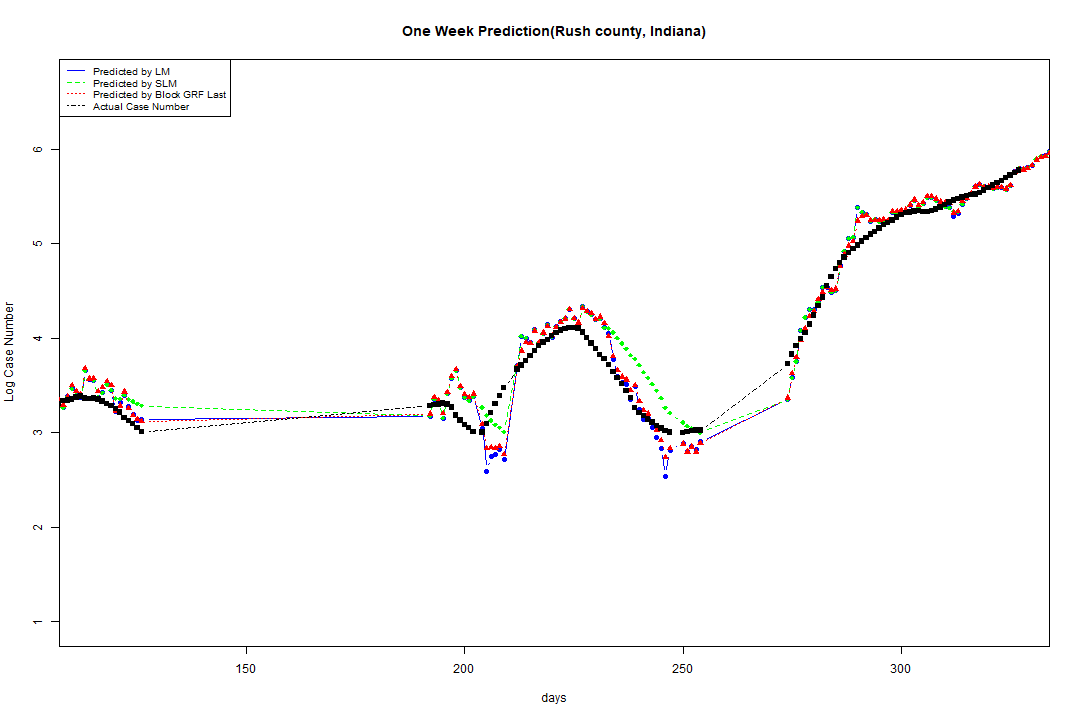 One Week Prediction(Rush county, Indiana)
Predicted by LM
Predicted by SLM
Predicted by Block GRF Last
Actual Case Number
Log Case Number
6
5
4
3
2
1
150
200
250
300
days